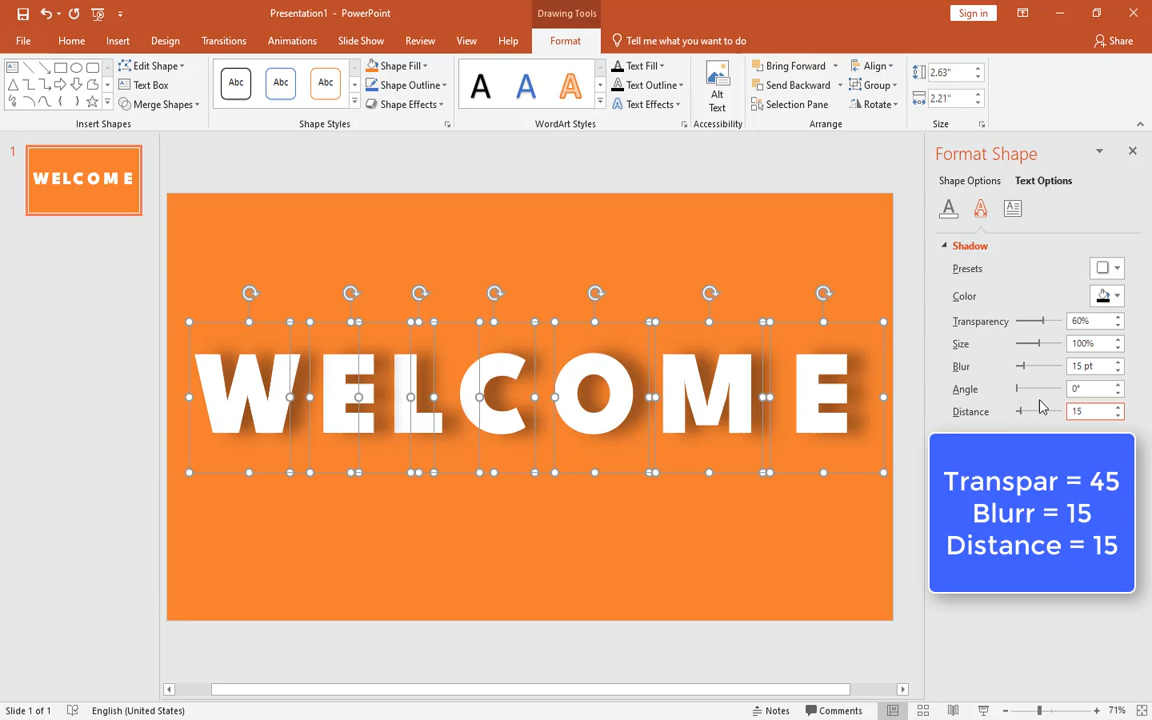 Presentation1 - PowerPoint
Drawing Tools
Sign in
File
Home
Insert
Design
Transitions
Animations
Slide Show
Review
View
Help
Format
Tell me what you want to do
Share
Edit Shape
Text Box
Merge Shapes
Insert Shapes
Abc
Abc
Abc
Shape Fill
Shape Outline
Shape Effects
Shape Styles
A
A
A
Text Fill
Text Outline
Text Effects
WordArt Styles
Alt
Text
Accessibility
Bring Forward
Send Backward
Selection Pane
Align
Group
Rotate
Arrange
2.63"
2.21"
Size
1
WELCOME
WELCOME
Format Shape
Shape Options
Text Options
Shadow
Presets
Color
Transparency
60%
Size
100%
Blur
15 pt
Angle
0°
Distance
15
Transpar = 45
Blurr = 15
Distance = 15
Slide 1 of 1
English (United States)
Notes
Comments
71%